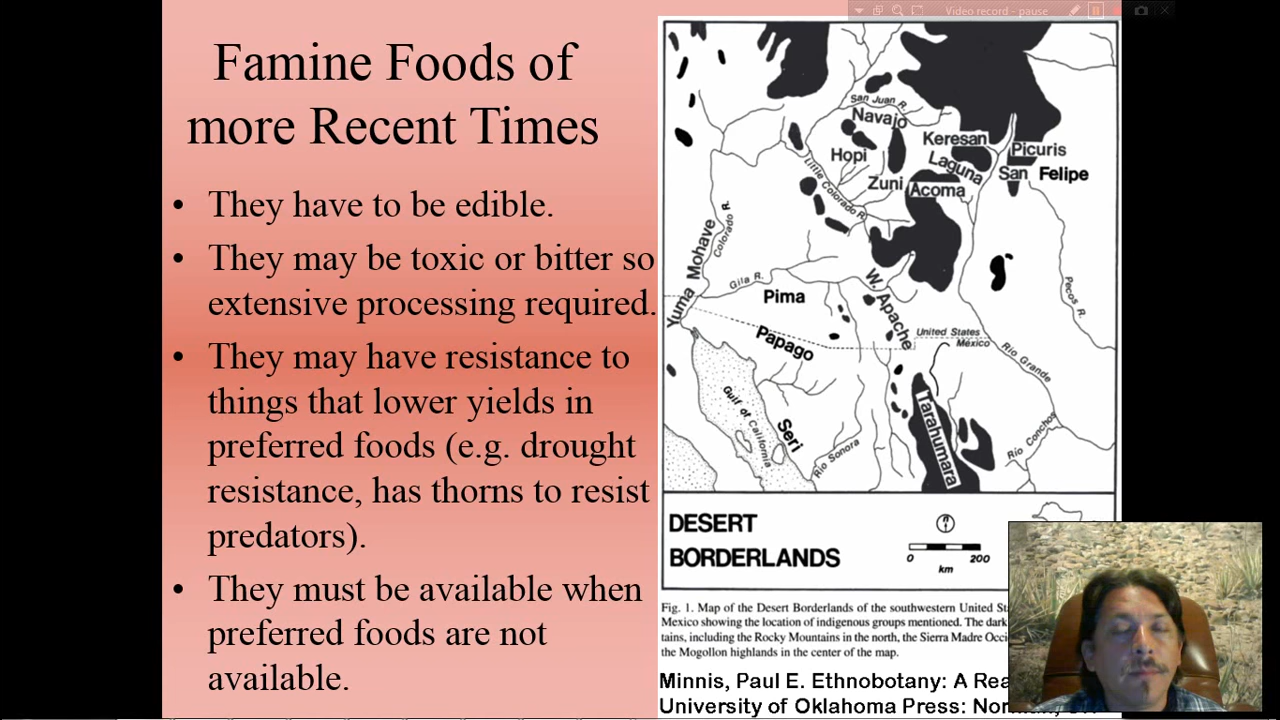 Video record - pause
Famine Foods of
more Recent Times
• They have to be edible.
• They may be toxic or bitter so
extensive processing required.
• They may have resistance to
things that lower yields in
preferred foods (e.g. drought
resistance, has thorns to resist
predators).
• They must be available when
preferred foods are not
available.
San Juan R.
Navajo
Keresan
Picuris
Hopi
Laguna
San Felipe
Zuni
Acoma
Little Colorado R.
Colorado R.
Mohave
Yuma
Gila R.
Pima
W. Apache
Pecos R.
Papago
United States
México
Rio Grande
Gulf of California
Seri
Tarahumara
Río Sonora
Río Conchos
DESERT
BORDERLANDS
n
0 200
km
Fig. 1. Map of the Desert Borderlands of the southwestern United
Mexico showing the location of indigenous groups mentioned. The dark
tains, including the Rocky Mountains in the north, the Sierra Madre
the Mogollon highlands in the center of the map.
Minnis, Paul E. Ethnobotany: A
University of Oklahoma Press: